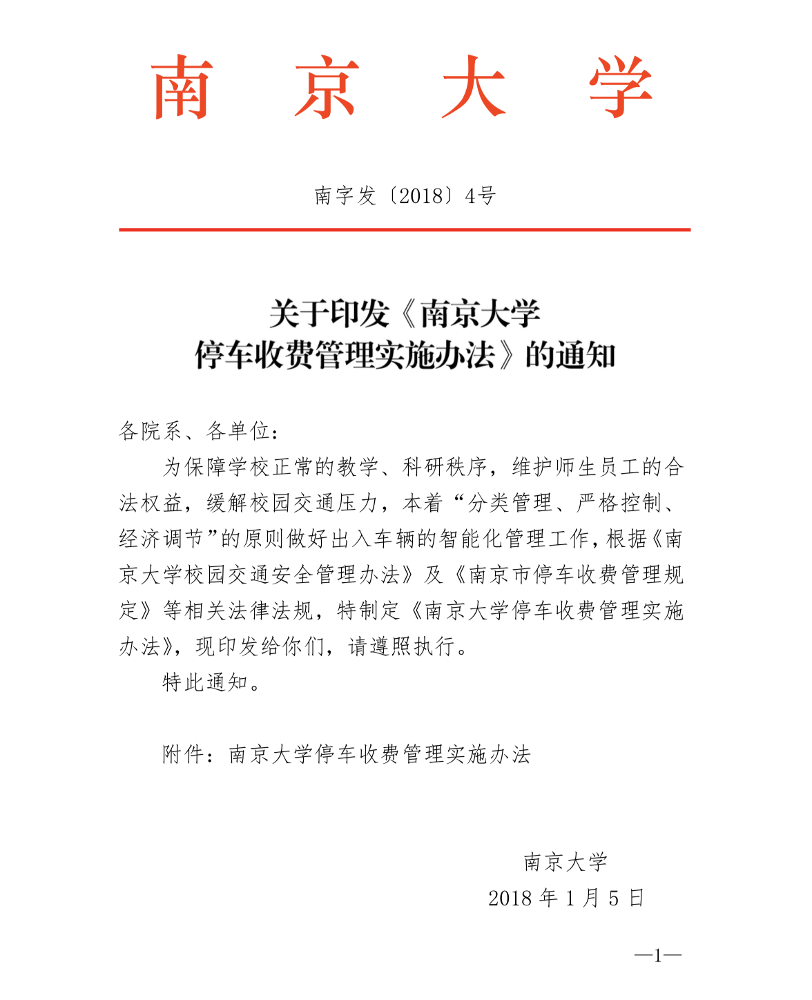 南京大学
南字发〔2018〕4号
关于印发《南京大学
停车收费管理实施办法》的通知
各院系、各单位：
为保障学校正常的教学、科研秩序，维护师生员工的合
法权益，缓解校园交通压力，本着“分类管理、严格控制、
经济调节”的原则做好出入车辆的智能化管理工作，根据《南
京大学校园交通安全管理办法》及《南京市停车收费管理规
定》等相关法律法规，特制定《南京大学停车收费管理实施
办法》，现印发给你们，请遵照执行。
特此通知。
附件：南京大学停车收费管理实施办法
南京大学
2018 年 1 月 5 日
—1—